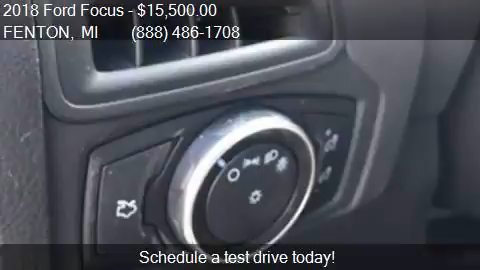 2018 Ford Focus - $15,500.00
FENTON, MI (888) 486-1708
Schedule a test drive today!